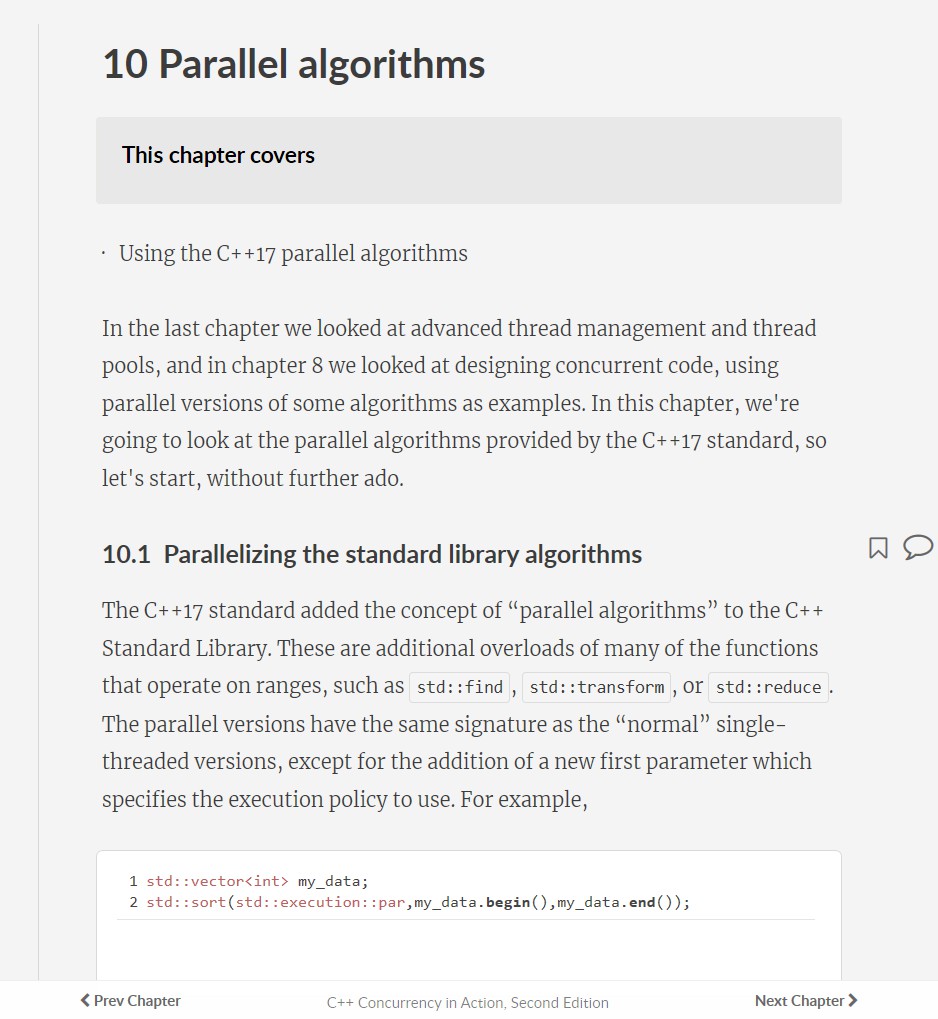 10 Parallel algorithms
This chapter covers
· Using the C++17 parallel algorithms
In the last chapter we looked at advanced thread management and thread
pools, and in chapter 8 we looked at designing concurrent code, using
parallel versions of some algorithms as examples. In this chapter, we're
going to look at the parallel algorithms provided by the C++17 standard, so
let's start, without further ado.
10.1 Parallelizing the standard library algorithms
The C++17 standard added the concept of “parallel algorithms” to the C++
Standard Library. These are additional overloads of many of the functions
that operate on ranges, such as std::find, std::transform, or std::reduce.
The parallel versions have the same signature as the “normal” single-
threaded versions, except for the addition of a new first parameter which
specifies the execution policy to use. For example,
1 std::vector<int> my_data;
2 std::sort(std::execution::par,my_data.begin(),my_data.end());
Prev Chapter C++ Concurrency in Action, Second Edition Next Chapter